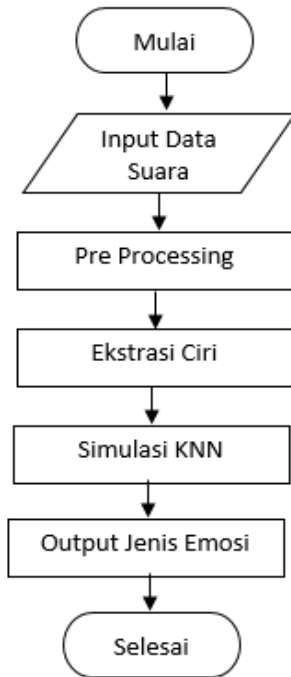 Mulai
Input Data
Suara
Pre Processing
Ekstrasi Ciri
Simulasi KNN
Output Jenis Emosi
Selesai